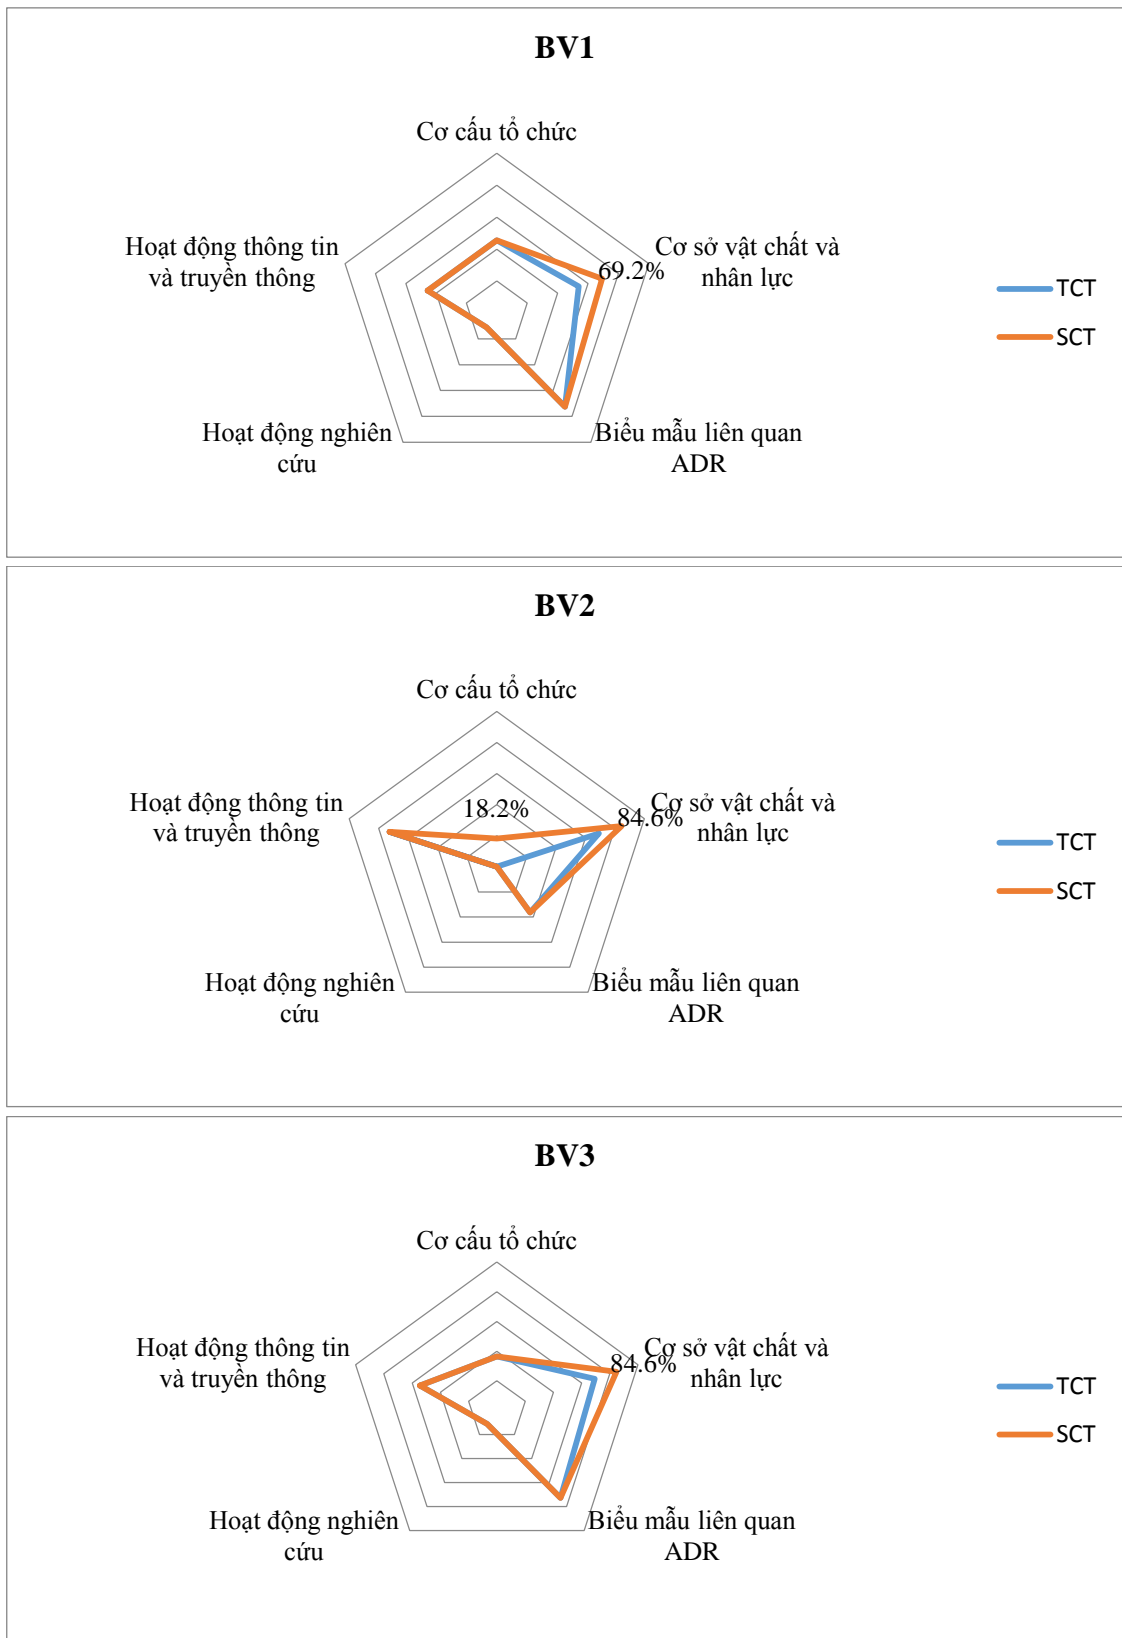 BV1
Cơ cấu tổ chức
Hoạt động thông tin
và truyền thông
Cơ sở vật chất và
nhân lực
69.2%
TCT
SCT
Hoạt động nghiên
cứu
Biểu mẫu liên quan
ADR
BV2
Cơ cấu tổ chức
Hoạt động thông tin
và truyền thông
18.2%
Cơ sở vật chất và
nhân lực
84.6%
TCT
SCT
Hoạt động nghiên
cứu
Biểu mẫu liên quan
ADR
BV3
Cơ cấu tổ chức
Hoạt động thông tin
và truyền thông
Cơ sở vật chất và
nhân lực
84.6%
TCT
SCT
Hoạt động nghiên
cứu
Biểu mẫu liên quan
ADR